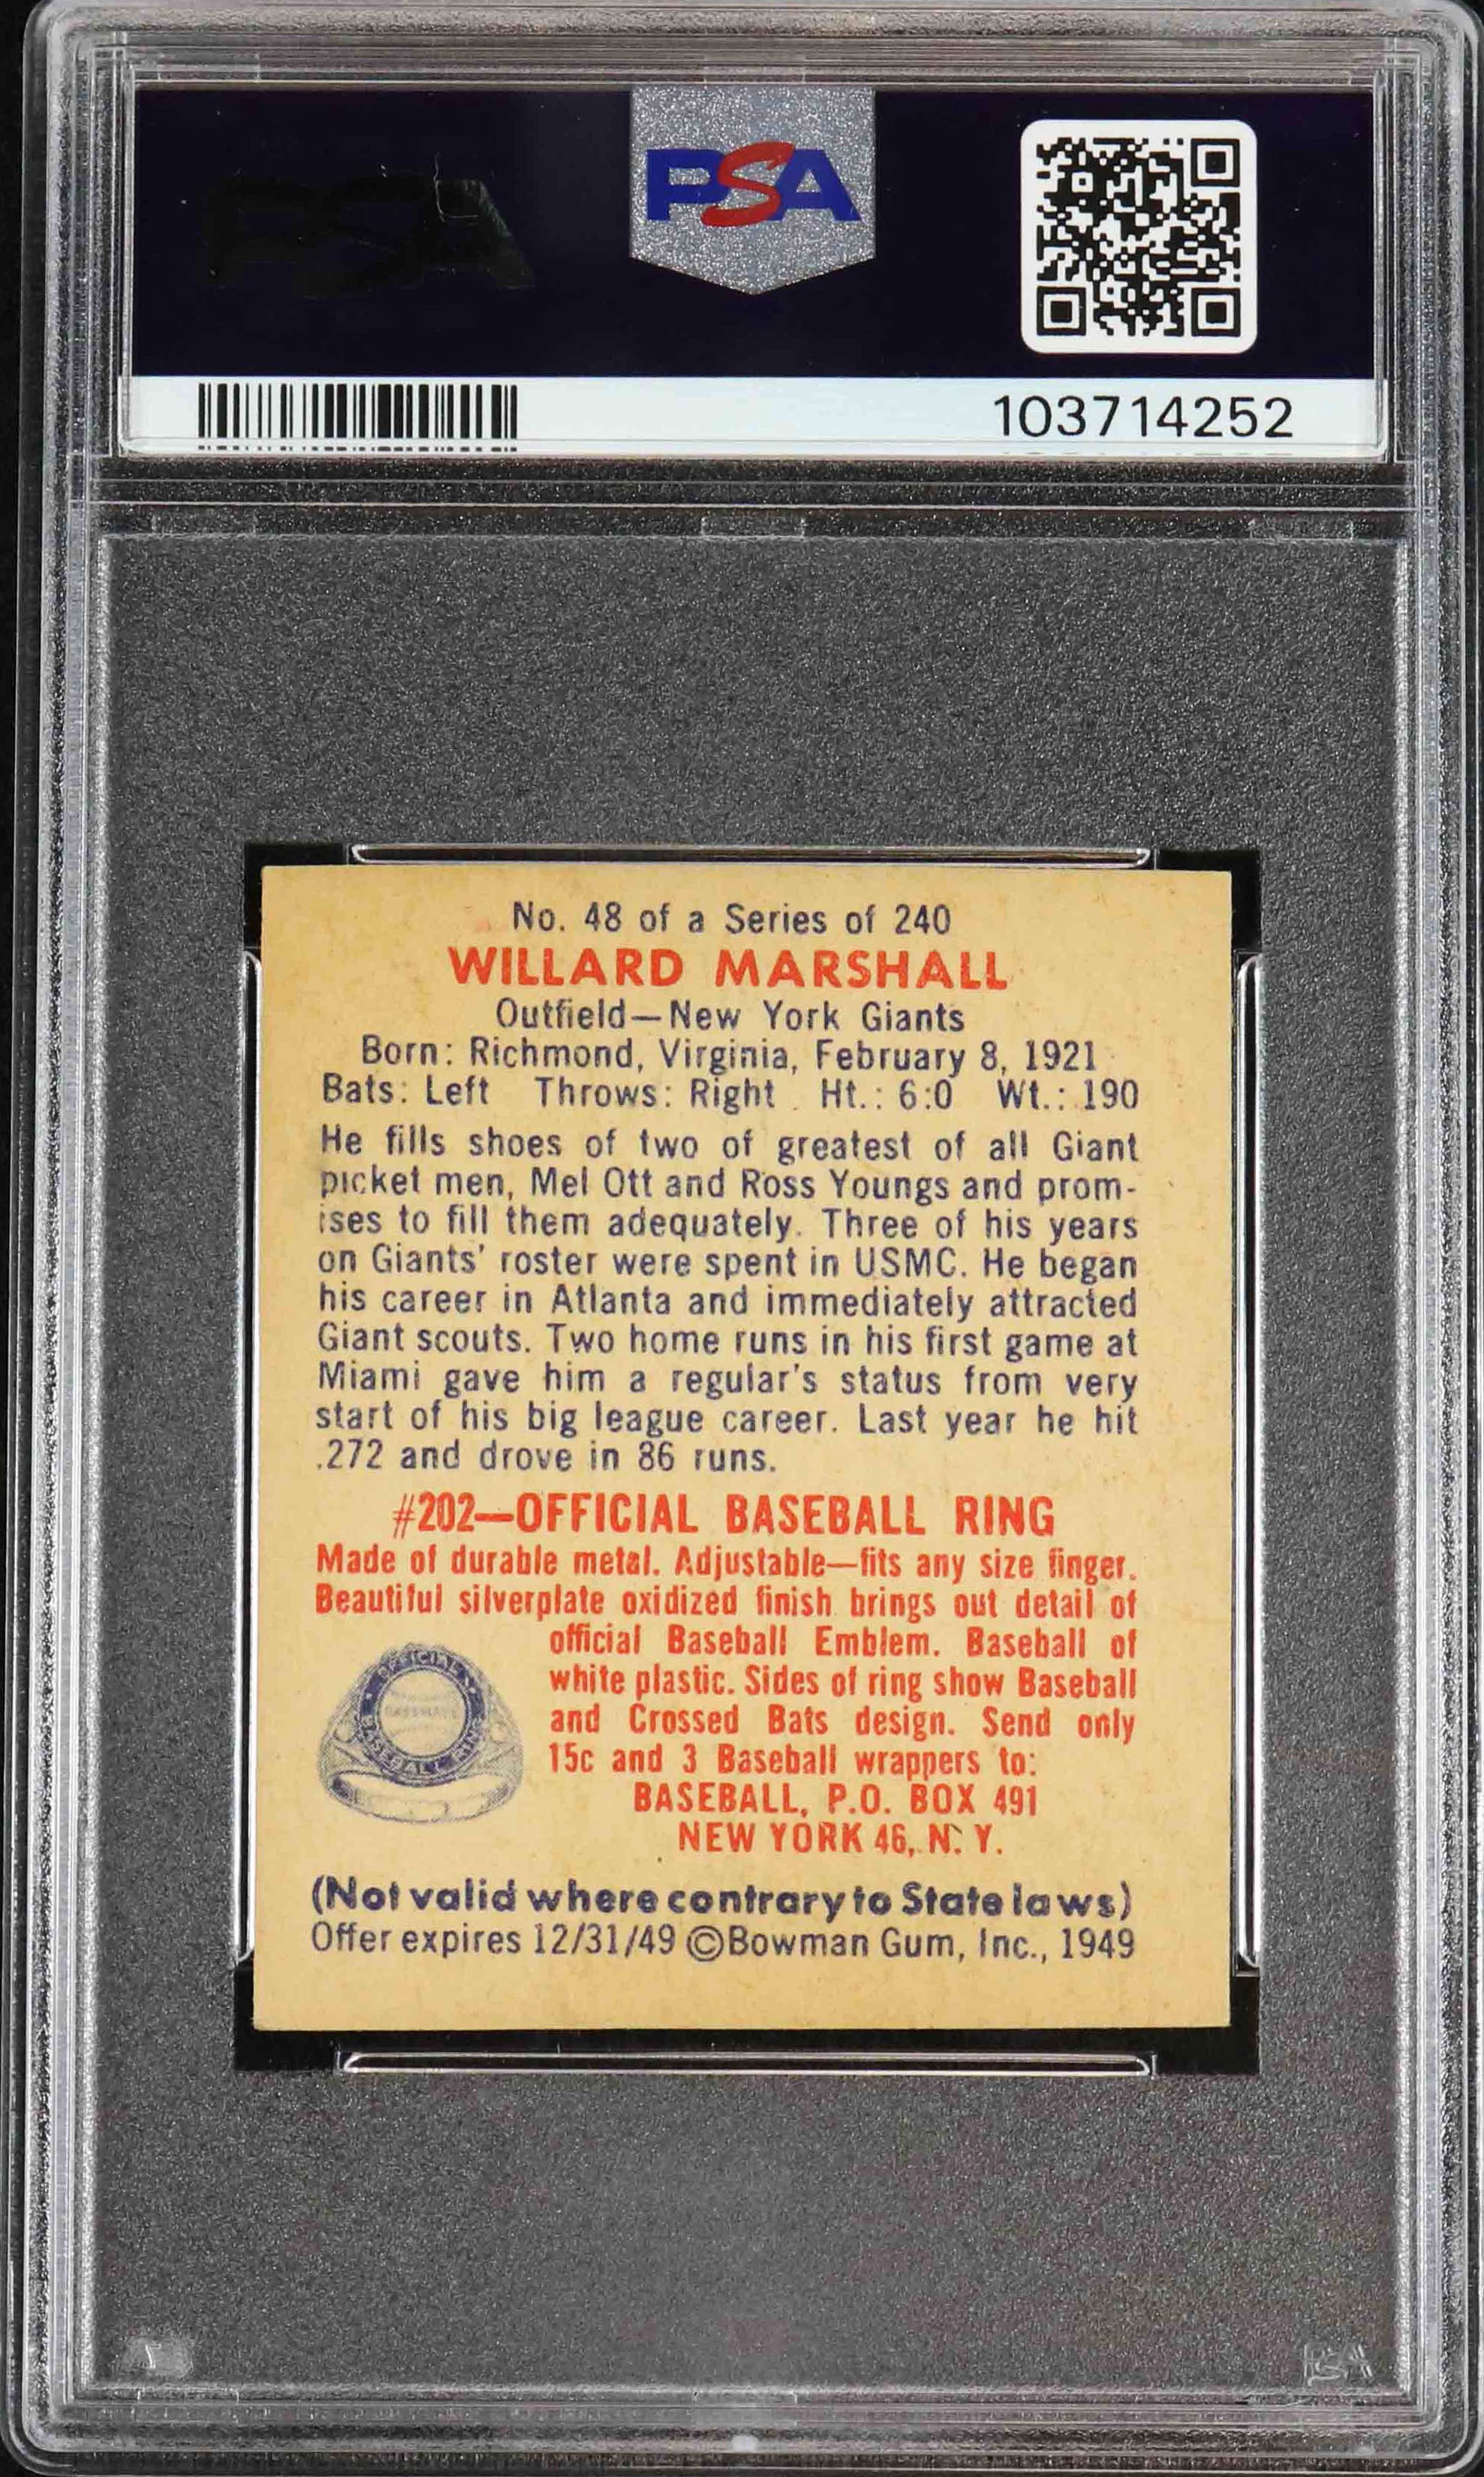 PSA
103714252
No. 48 of a Series of 240
WILLARD MARSHALL
Outfield—New York Giants
Born: Richmond, Virginia, February 8, 1921
Bats: Left Throws: Right Ht.: 6:0 Wt.: 190
He fills shoes of two of greatest of all Giant
picket men, Mel Ott and Ross Youngs and prom-
ises to fill them adequately. Three of his years
on Giants' roster were spent in USMC. He began
his career in Atlanta and immediately attracted
Giant scouts. Two home runs in his first game at
Miami gave him a regular's status from very
start of his big league career. Last year he hit
.272 and drove in 86 runs.
#202—OFFICIAL BASEBALL RING
Made of durable metal. Adjustable—fits any size finger.
Beautiful silverplate oxidized finish brings out detail of
official Baseball Emblem. Baseball of
white plastic. Sides of ring show Baseball
and Crossed Bats design. Send only
15c and 3 Baseball wrappers to:
BASEBALL, P.O. BOX 491
NEW YORK 46, N. Y.
OFFICIAL
BASEBALL RING
(Not valid where contrary to State laws)
Offer expires 12/31/49 ©Bowman Gum, Inc., 1949
PSA